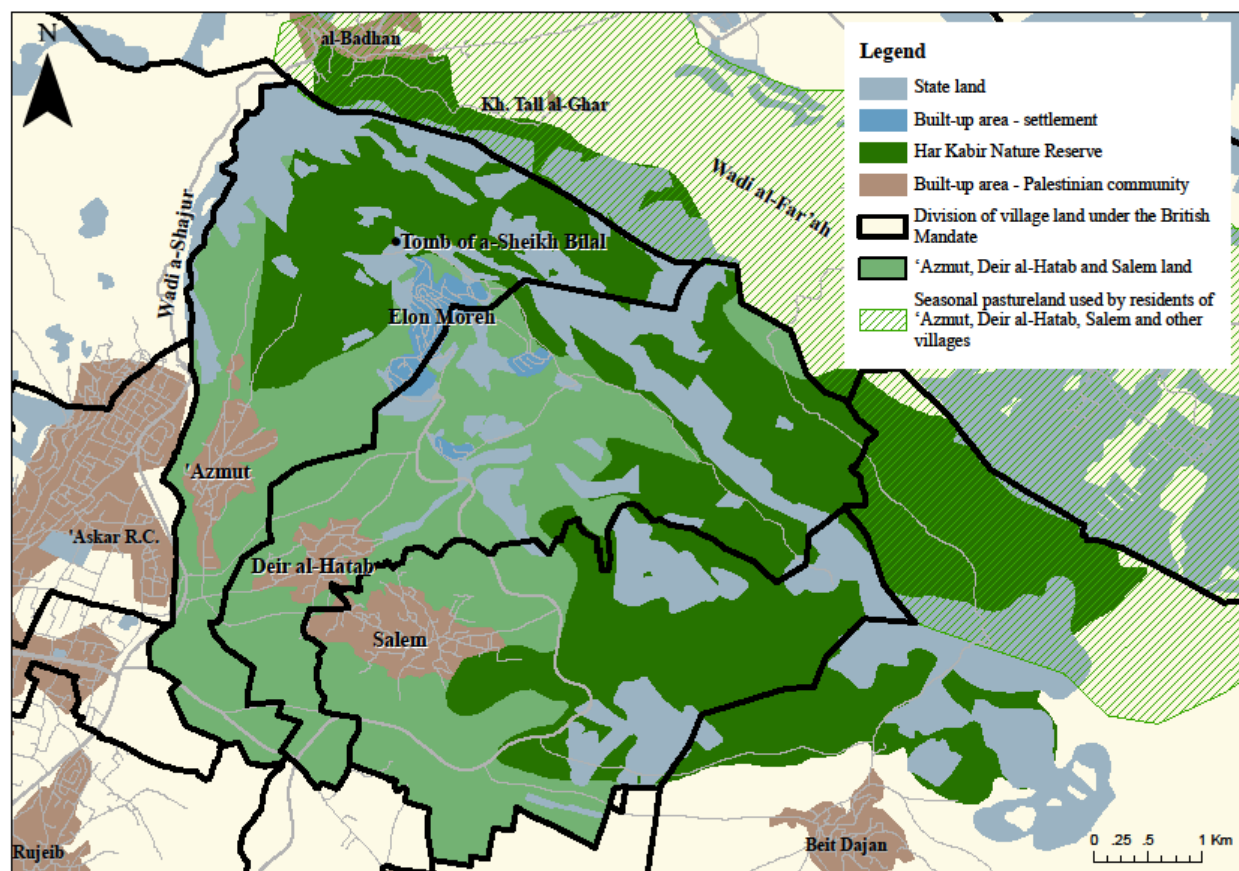 N
al-Badhan
Kh. Tall al-Ghar
Wadi al-Far'ah
Wadi a-Shajur
Tomb of a-Sheikh Bilal
Elon Moreh
'Azmut
'Askar R.C.
Deir al-Hatab
Salem
Rujeib
Beit Dajan
Legend
State land
Built-up area - settlement
Har Kabir Nature Reserve
Built-up area - Palestinian community
Division of village land under the British
Mandate
‘Azmut, Deir al-Hatab and Salem land
Seasonal pastureland used by residents of
‘Azmut, Deir al-Hatab, Salem and other
villages
0 .25 .5 1 Km